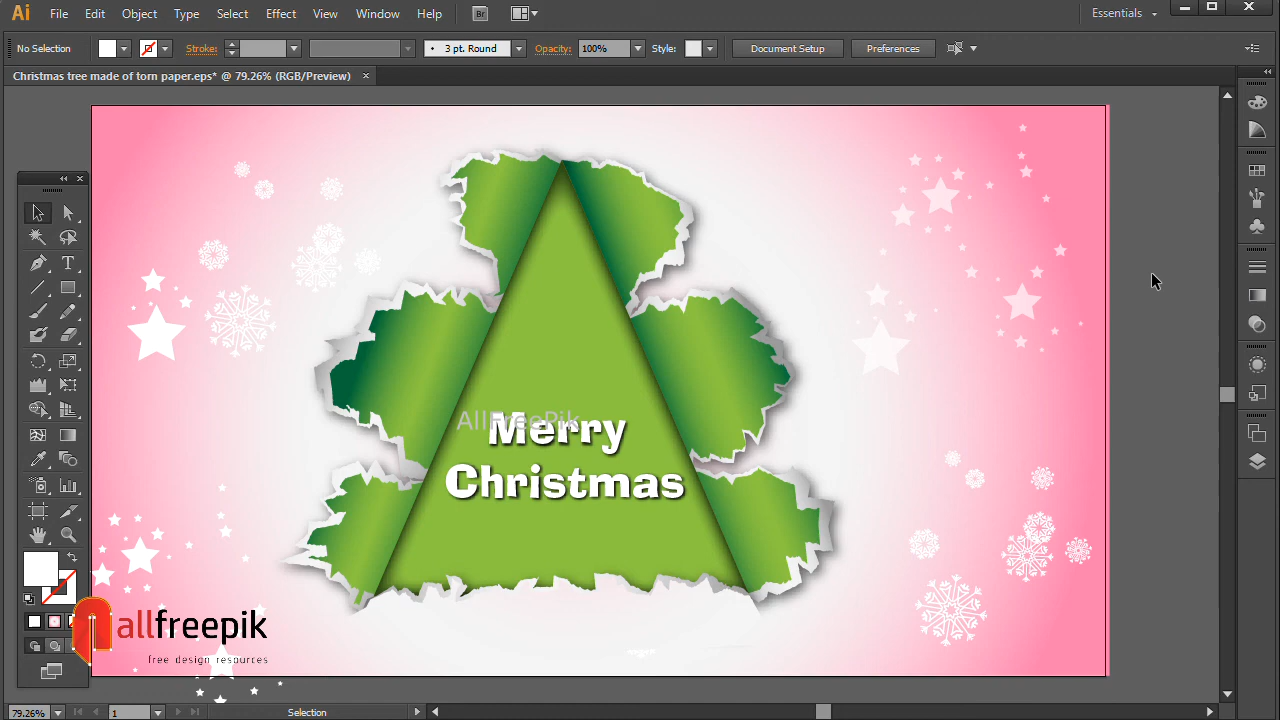 Ai File Edit Object Type Select Effect View Window Help Br Essentials
No Selection Stroke: 3 pt. Round Opacity: 100% Style: Document Setup Preferences
Christmas tree made of torn paper.eps* @ 79.26% (RGB/Preview)
AllFreePik
Merry
Christmas
allfreepik
free design resources
79.26% 1 Selection